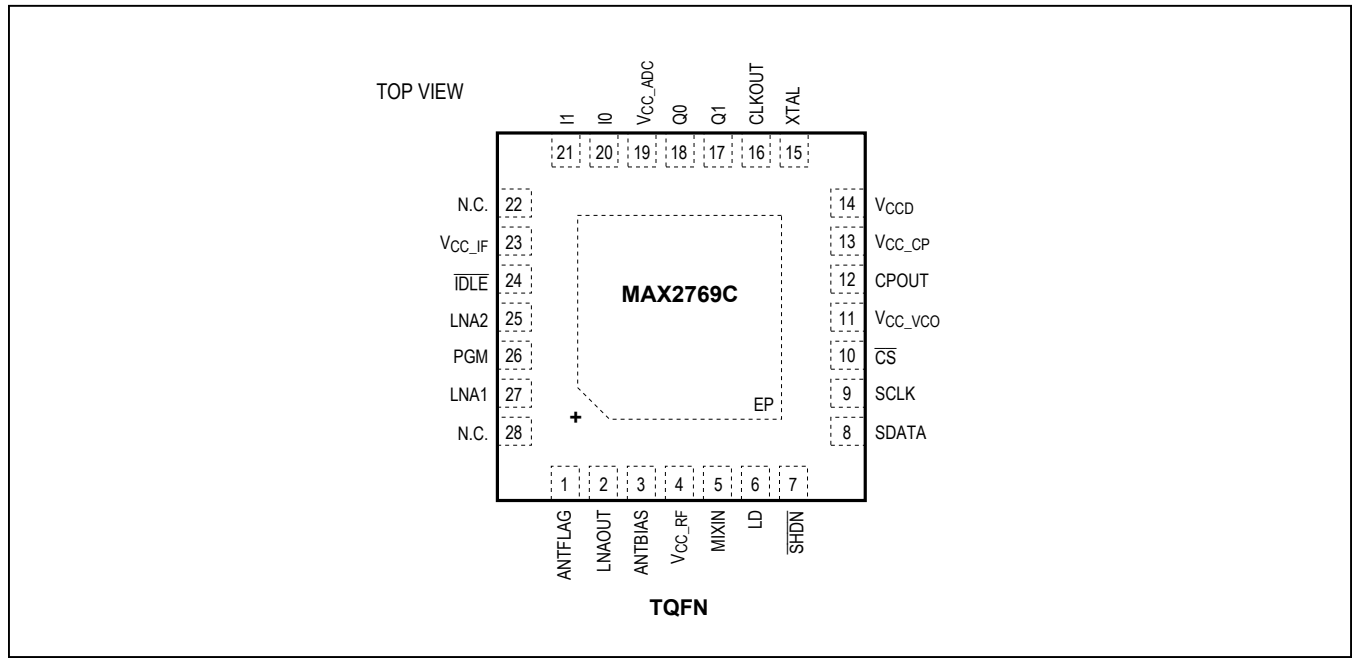 TOP VIEW
I1
I0
VCC_ADC
Q0
Q1
CLKOUT
XTAL
21
20
19
18
17
16
15
N.C. 22
14 VCCD
VCC_IF 23
13 VCC_CP
IDLE 24
12 CPOUT
MAX2769C
LNA2 25
11 VCC_VCO
PGM 26
10 CS
LNA1 27
9 SCLK
EP
+
N.C. 28
8 SDATA
1
2
3
4
5
6
7
ANTFLAG
LNAOUT
ANTBIAS
VCC_RF
MIXIN
LD
SHDN
TQFN